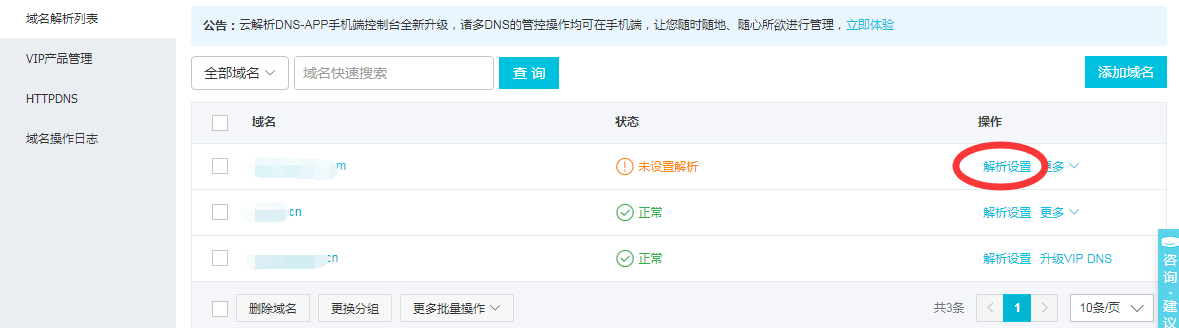 域名解析列表
VIP产品管理
HTTPDNS
域名操作日志
公告：云解析DNS-APP手机端控制台全新升级，诸多DNS的管控操作均可在手机端，让您随时随地、随心所欲进行管理，立即体验
全部域名 域名快速搜索 查 询 添加域名
域名 状态 操作
m 未设置解析 解析设置 更多
cn 正常 解析设置 更多
cn 正常 解析设置 升级VIP DNS
删除域名 更换分组 更多批量操作 共3条 1 10条/页
咨询·建议